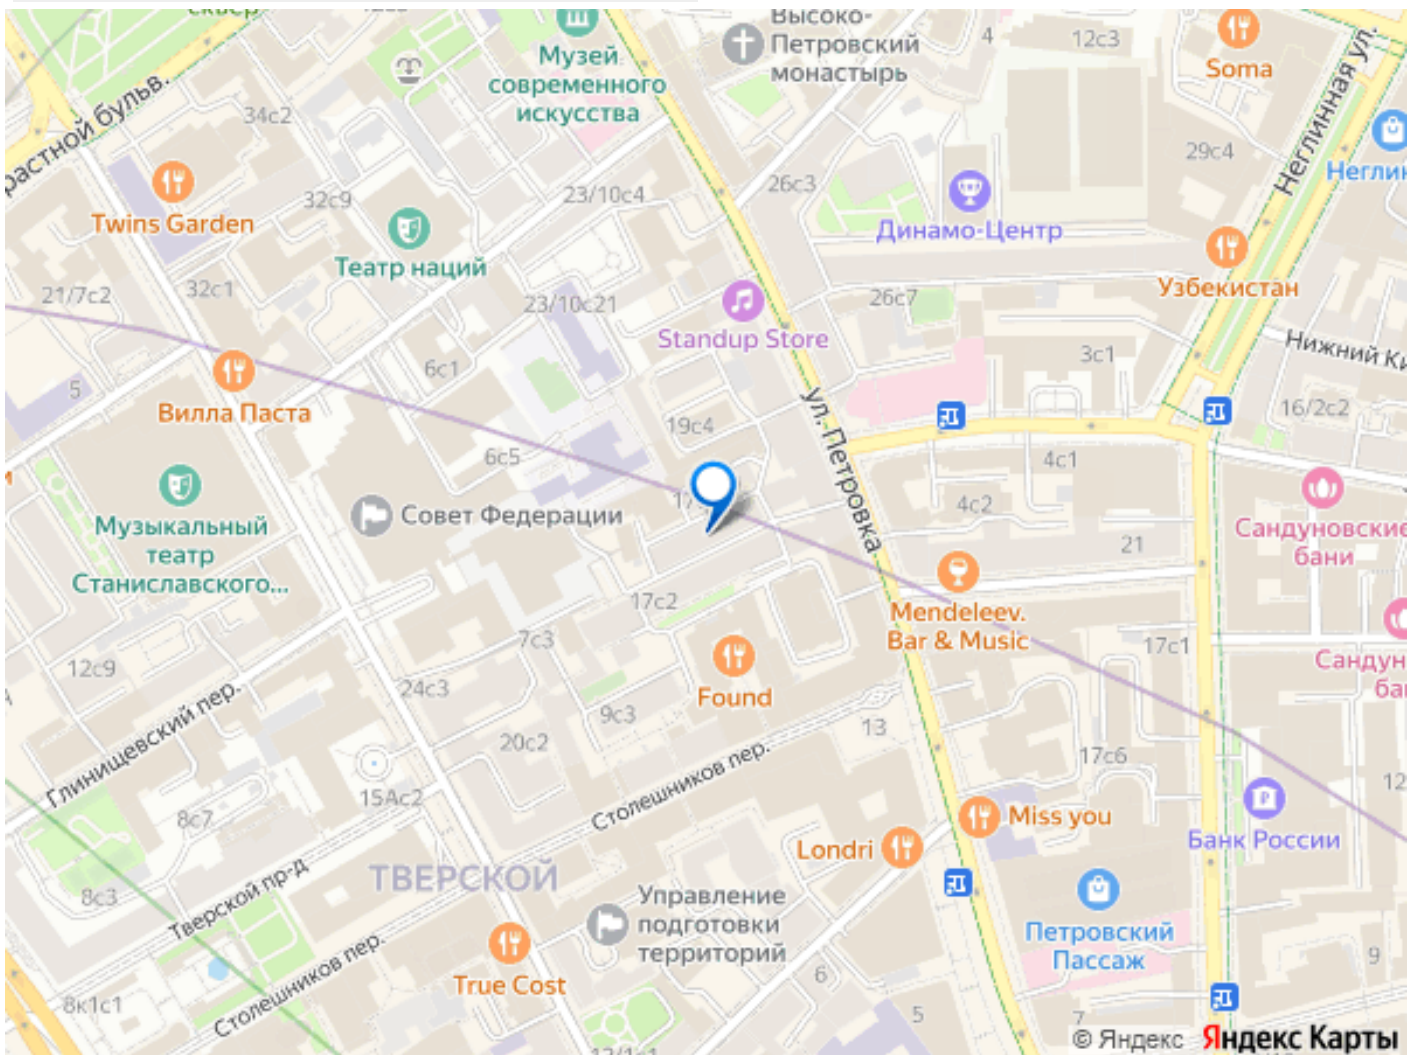 сквер
Высоко-
Петровский
монастырь
4
12с3
Soma
Неглинная ул.
Музей
современного
искусства
34с2
Twins Garden
32с9
23/10с4
26с3
29с4
Театр наций
Динамо-Центр
Узбекистан
21/7с2
32с1
23/10с21
Standup Store
26с7
Нижний
5
6с1
3с1
16/2с2
Вилла Паста
19с4
ул. Петровка
6с5
4с1
Совет Федерации
4с2
Музыкальный
театр
Станиславского...
21
Сандуновские
бани
17с2
Mendeleev.
Bar & Music
12с9
7с3
17с1
24с3
Found
Глинищевский пер.
9с3
20с2
13
17с6
15Ас2
Столешников пер.
8с7
Miss you
Londri
Банк России
ТВЕРСКОЙ
8с3
Тверской пр-д
Управление
подготовки
территорий
Петровский
Пассаж
True Cost
Столешников пер.
6
9
8к1с1
5
7
© Яндекс Яндекс Карты